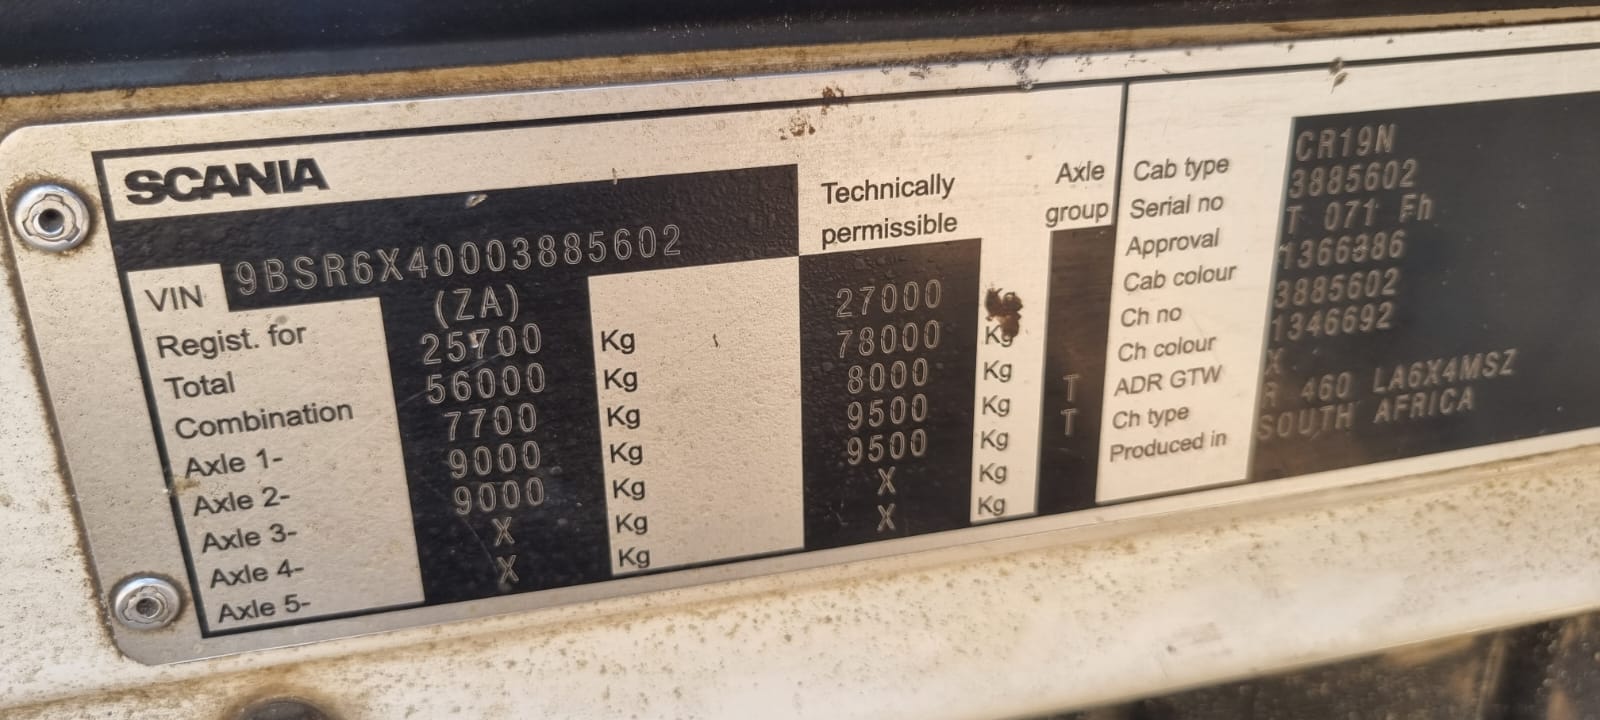 SCANIA
VIN 9BSR6X40003885602
Regist. for (ZA)
Total 25700 Kg
Combination 56000 Kg
Axle 1- 7700 Kg
Axle 2- 9000 Kg
Axle 3- 9000 Kg
Axle 4- X Kg
Axle 5- X Kg
Technically
permissible
27000 Kg
78000 Kg
8000 Kg
9500 Kg T
9500 Kg T
X Kg
X Kg
Axle
group
Cab type CR19N
Serial no 3885602
Approval T 071 Fh
Cab colour 1366386
Ch no 3885602
Ch colour 1346692
ADR GTW X
Ch type R 460 LA6X4MSZ
Produced in SOUTH AFRICA